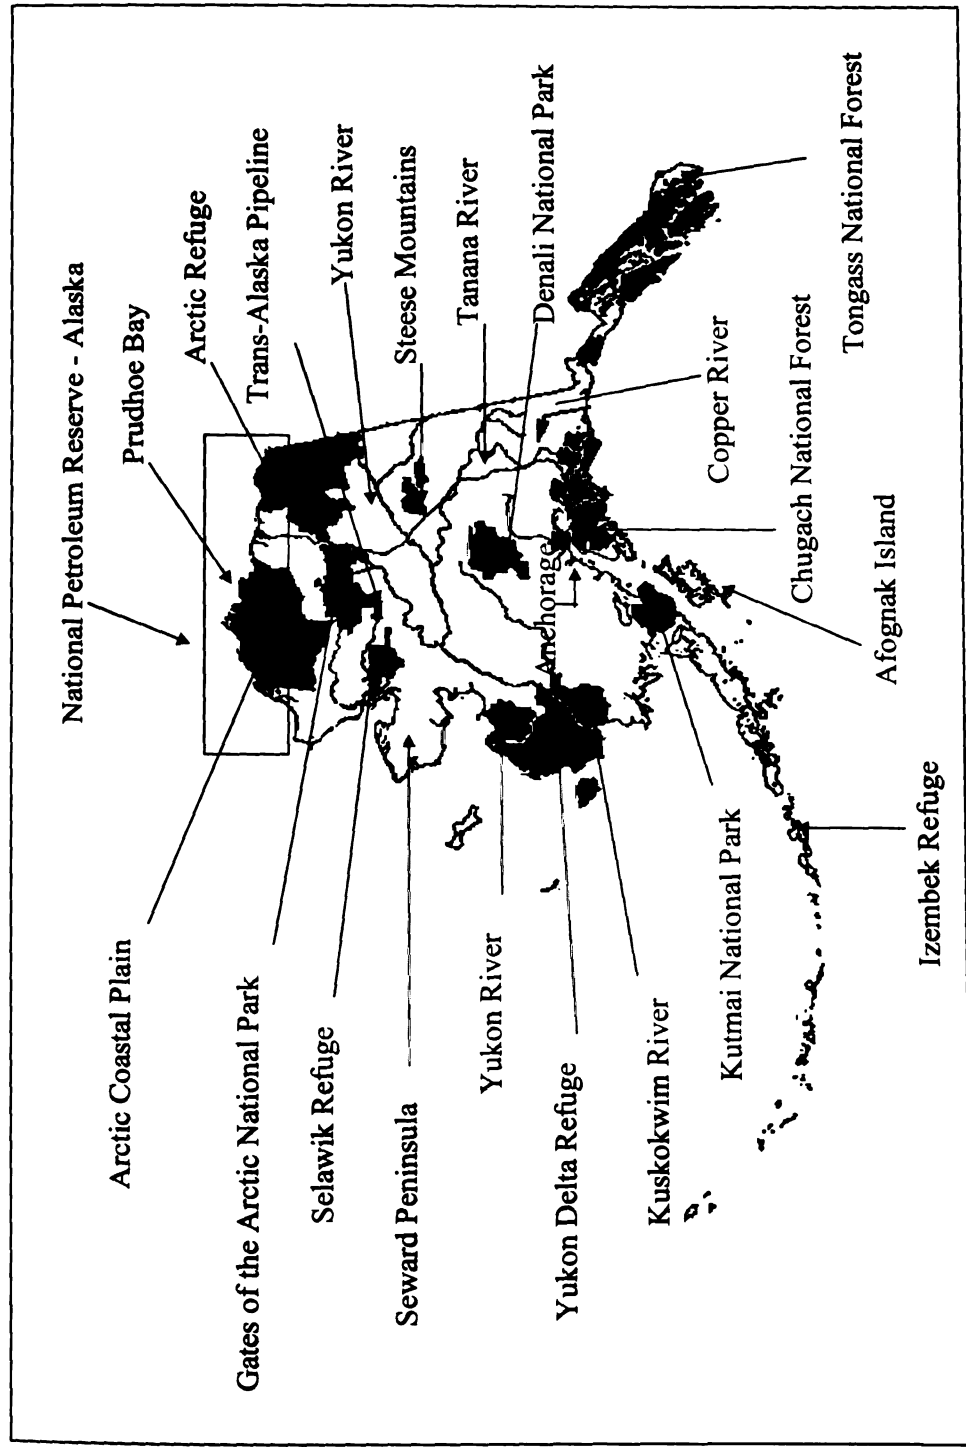 National Petroleum Reserve - Alaska
Prudhoe Bay
Arctic Refuge
Trans-Alaska Pipeline
Yukon River
Steese Mountains
Tanana River
Denali National Park
Arctic Coastal Plain
Gates of the Arctic National Park
Selawik Refuge
Seward Peninsula
Yukon River
Yukon Delta Refuge
Kuskokwim River
Anchorage
Kutmai National Park
Izembek Refuge
Afognak Island
Chugach National Forest
Copper River
Tongass National Forest